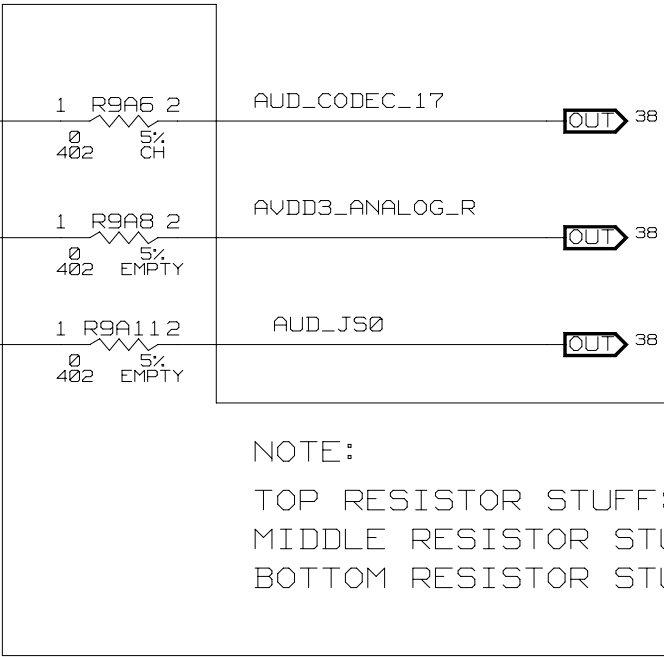 AUD_CODEC_17
1 R9A6 2
OUT 38
0 5%
402 CH
AVDD3_ANALOG_R
1 R9A8 2
OUT 38
0 5%
402 EMPTY
AUD_JS0
1 R9A11 2
OUT 38
0 5%
402 EMPTY
NOTE:
TOP RESISTOR STUFF:
MIDDLE RESISTOR STU
BOTTOM RESISTOR STU